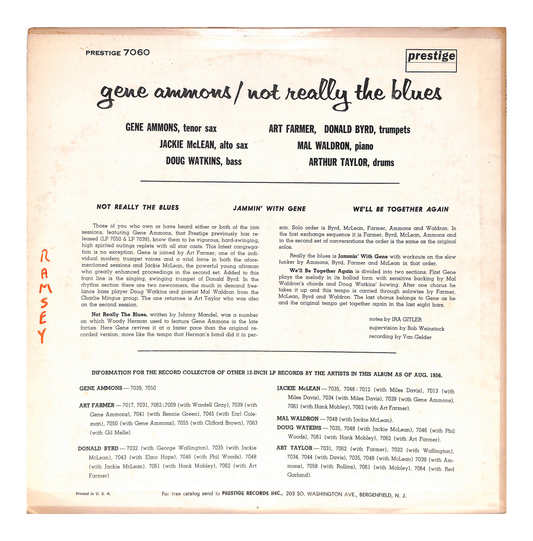 PRESTIGE 7060
prestige
gene ammons/not really the blues
GENE AMMONS, tenor sax
ART FARMER, DONALD BYRD, trumpets
JACKIE McLEAN, alto sax
MAL WALDRON, piano
DOUG WATKINS, bass
ARTHUR TAYLOR, drums
NOT REALLY THE BLUES JAMMIN' WITH GENE WE'LL BE TOGETHER AGAIN
Those of you who own or have heard either or both of the jam
sessions, featuring Gene Ammons, that Prestige previously has re-
leased (LP 7050 & LP 7039), know them to be vigorous, hard-swinging,
high spirited outings replete with all star casts. This latest congrega-
tion is no exception. Gene is joined by Art Farmer, one of the indi-
vidual modern trumpet voices and a vital force in both the afore-
mentioned sessions and Jackie McLean, the powerful young altoman
who greatly enhanced proceedings in the second set. Added to this
front line is the singing, swinging trumpet of Donald Byrd. In the
rhythm section there are two newcomers, the much in demand free-
lance bass player Doug Watkins and pianist Mal Waldron from the
Charlie Mingus group. The one returnee is Art Taylor who was also
on the second session.
Not Really The Blues, written by Johnny Mandel, was a number
on which Woody Herman used to feature Gene Ammons in the late
forties. Here Gene revives it at a faster pace than the original re-
corded version, more like the tempo that Herman's band did it in per-
son. Solo order is Byrd, McLean, Farmer, Ammons and Waldron. In
the first exchange sequence it is Farmer, Byrd, McLean, Ammons and
in the second set of conversations the order is the same as the original
solos.
Really the blues is Jammin' With Gene with workouts on the slow
funker by Ammons, Byrd, Farmer and McLean in that order.
We'll Be Together Again is divided into two sections. First Gene
plays the melody in its ballad form with sensitive backing by Mal
Waldron's chords and Doug Watkins' bowing. After one chorus he
takes it up and this tempo is carried through solowise by Farmer,
McLean, Byrd and Waldron. The last chorus belongs to Gene as he
and the original tempo get together again in the last eight bars.
notes by IRA GITLER
supervision by Bob Weinstock
recording by Van Gelder
RAMSEY
INFORMATION FOR THE RECORD COLLECTOR OF OTHER 12-INCH LP RECORDS BY THE ARTISTS IN THIS ALBUM AS OF AUG. 1956.
GENE AMMONS—7039, 7050
ART FARMER — 7017, 7031, 7062; 7009 (with Wardell Gray), 7039 (with
Gene Ammons), 7041 (with Bennie Green), 7045 (with Earl Cole-
man), 7050 (with Gene Ammons), 7055 (with Clifford Brown), 7063
(with Gil Melle).
DONALD BYRD — 7032 (with George Wallington), 7035 (with Jackie
McLean), 7043 (with Elmo Hope), 7046 (with Phil Woods), 7048
(with Jackie McLean), 7061 (with Hank Mobley), 7062 (with Art
Farmer).
JACKIE McLEAN — 7035, 7048; 7012 (with Miles Davis), 7013 (with
Miles Davis), 7034 (with Miles Davis), 7039 (with Gene Ammons),
7061 (with Hank Mobley), 7062 (with Art Farmer).
MAL WALDRON — 7048 (with Jackie McLean).
DOUG WATKINS — 7035, 7048 (with Jackie McLean), 7046 (with Phil
Woods), 7061 (with Hank Mobley), 7062 (with Art Farmer).
ART TAYLOR — 7031, 7062 (with Farmer), 7032 (with Wallington),
7034, 7044 (with Davis), 7035, 7048 (with McLean) 7039 (with Am-
mons), 7058 (with Rollins), 7061 (with Mobley), 7064 (with Red
Garland).
Printed in U. S. A.
For free catalog send to PRESTIGE RECORDS INC., 203 SO. WASHINGTON AVE., BERGENFIELD, N. J.